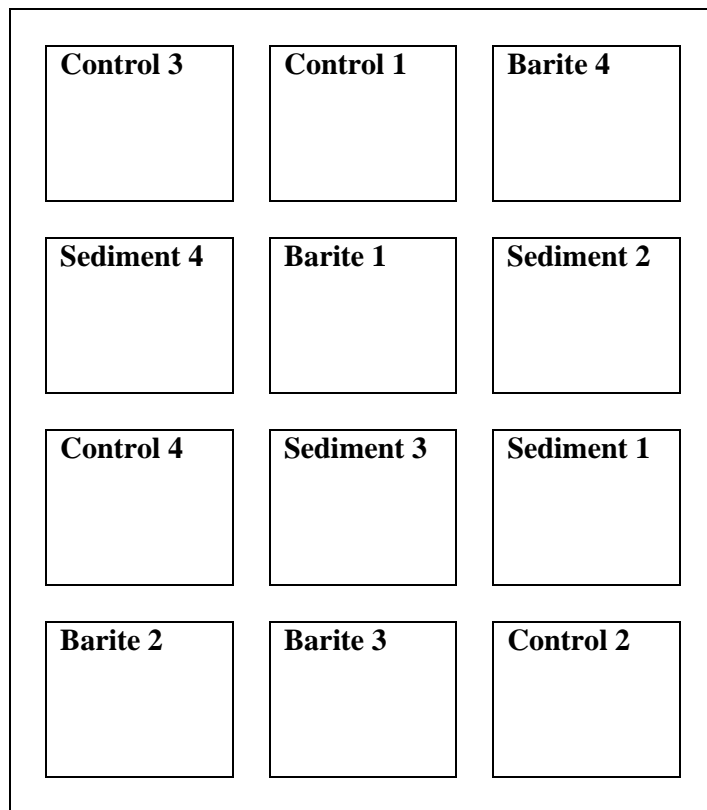 Control 3
Control 1
Barite 4
Sediment 4
Barite 1
Sediment 2
Control 4
Sediment 3
Sediment 1
Barite 2
Barite 3
Control 2